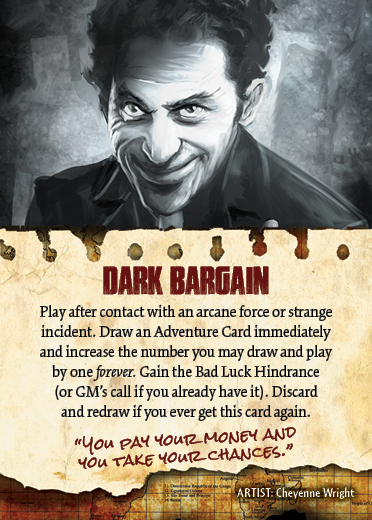 DARK BARGAIN
Play after contact with an arcane force or strange
incident. Draw an Adventure Card immediately
and increase the number you may draw and play
by one forever. Gain the Bad Luck Hindrance
(or GM's call if you already have it). Discard
and redraw if you ever get this card again.
“You pay your money and
you take your chances.”
ARTIST: Cheyenne Wright